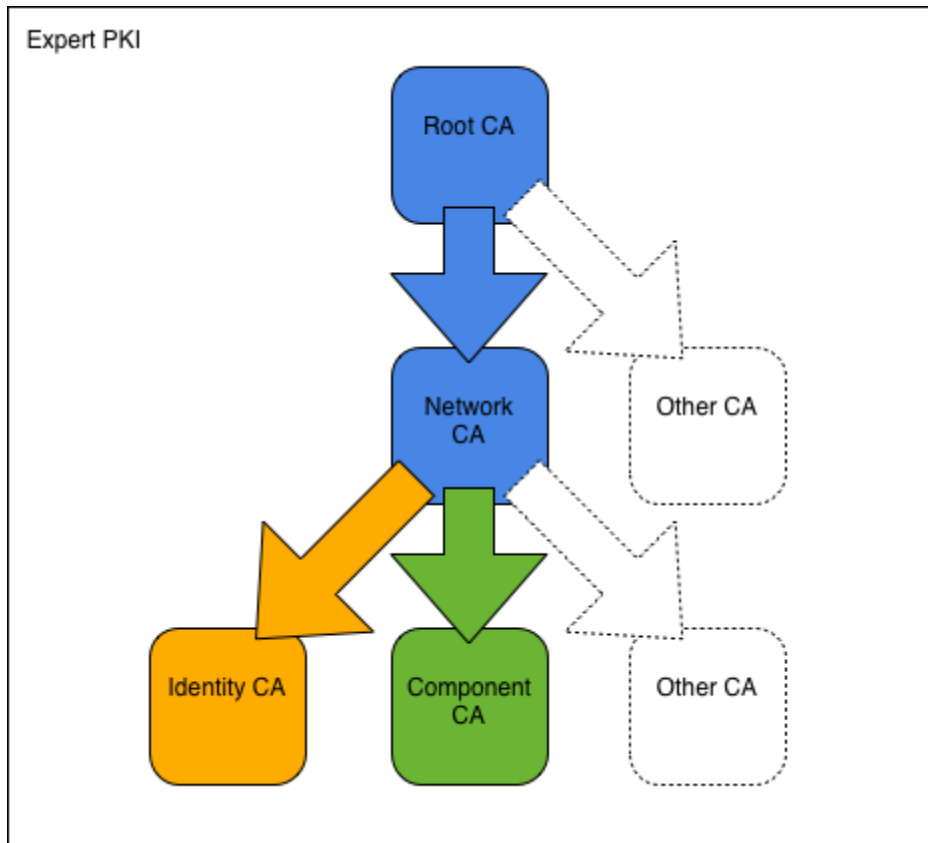 Expert PKI
Root CA
Network
CA
Other CA
Identity CA
Component
CA
Other CA